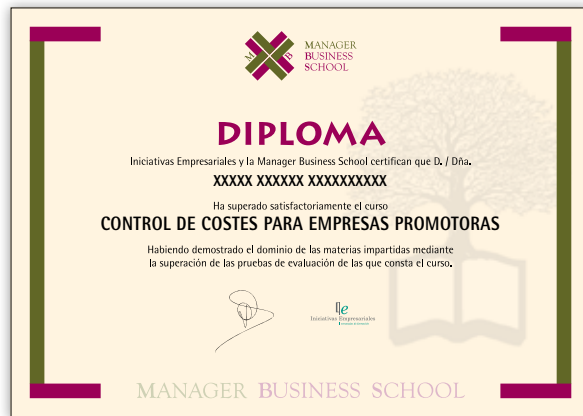 M B
MANAGER
BUSINESS
SCHOOL
DIPLOMA
Iniciativas Empresariales y la Manager Business School certifican que D. / Dña.
XXXXX XXXXXX XXXXXXXXXX
Ha superado satisfactoriamente el curso
CONTROL DE COSTES PARA EMPRESAS PROMOTORAS
Habiendo demostrado el dominio de las materias impartidas mediante
la superación de las pruebas de evaluación de las que consta el curso.
Iniciativas Empresariales
MANAGER BUSINESS SCHOOL